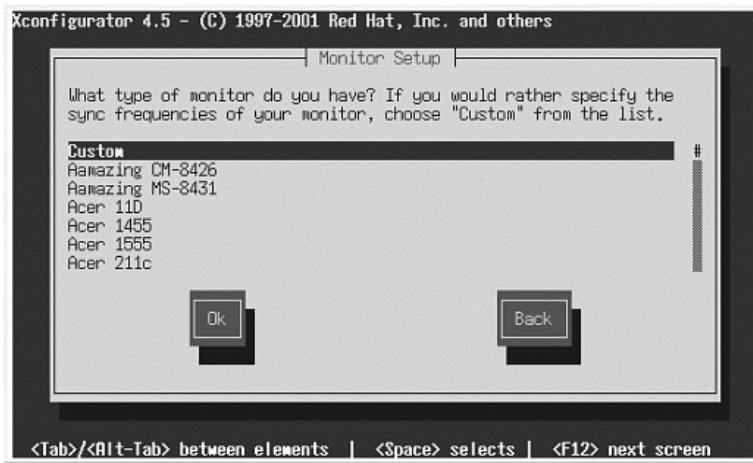 Xconfigurator 4.5 - (C) 1997-2001 Red Hat, Inc. and others
Monitor Setup
What type of monitor do you have? If you would rather specify the
sync frequencies of your monitor, choose "Custom" from the list.
Custom #
Aamazing CM-8426
Aamazing MS-8431
Acer 11D
Acer 1455
Acer 1555
Acer 211c
Ok Back
<Tab>/<Alt-Tab> between elements | <Space> selects | <F12> next screen